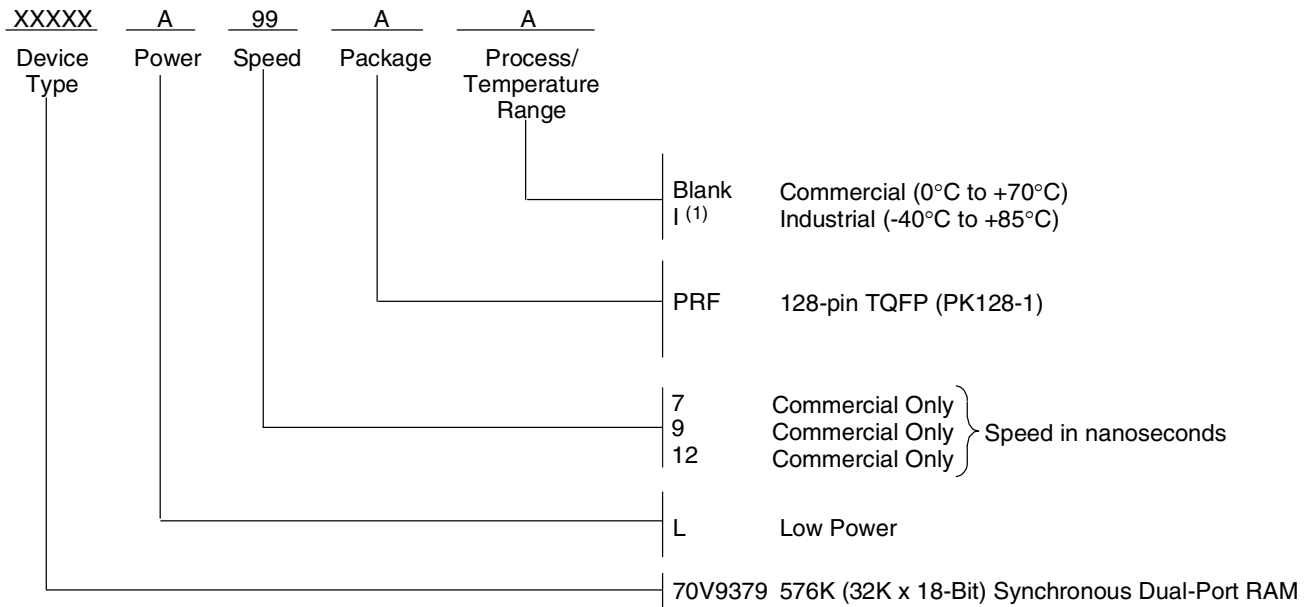 XXXXX A 99 A A
Device Type Power Speed Package Process/ Temperature Range
Blank Commercial (0°C to +70°C)
I (1) Industrial (-40°C to +85°C)
PRF 128-pin TQFP (PK128-1)
7 Commercial Only
9 Commercial Only Speed in nanoseconds
12 Commercial Only
L Low Power
70V9379 576K (32K x 18-Bit) Synchronous Dual-Port RAM